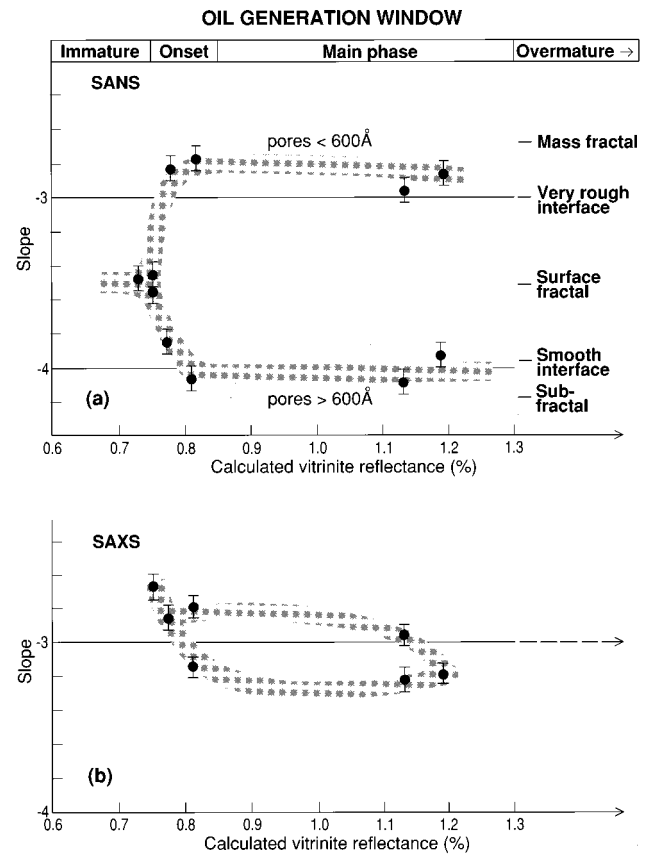 OIL GENERATION WINDOW
Immature Onset Main phase Overmature →
SANS
pores < 600Å
Mass fractal
-3
Very rough
interface
Slope
Surface
fractal
Smooth
interface
-4
Sub-
fractal
(a)
pores > 600Å
0.6 0.7 0.8 0.9 1.0 1.1 1.2 1.3
Calculated vitrinite reflectance (%)
SAXS
-3
Slope
(b)
-4
0.6 0.7 0.8 0.9 1.0 1.1 1.2 1.3
Calculated vitrinite reflectance (%)